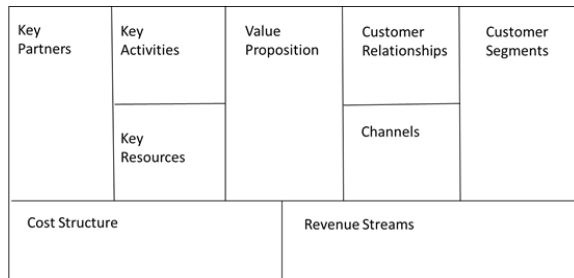 Key
Partners
Key
Activities
Key
Resources
Value
Proposition
Customer
Relationships
Channels
Customer
Segments
Cost Structure
Revenue Streams